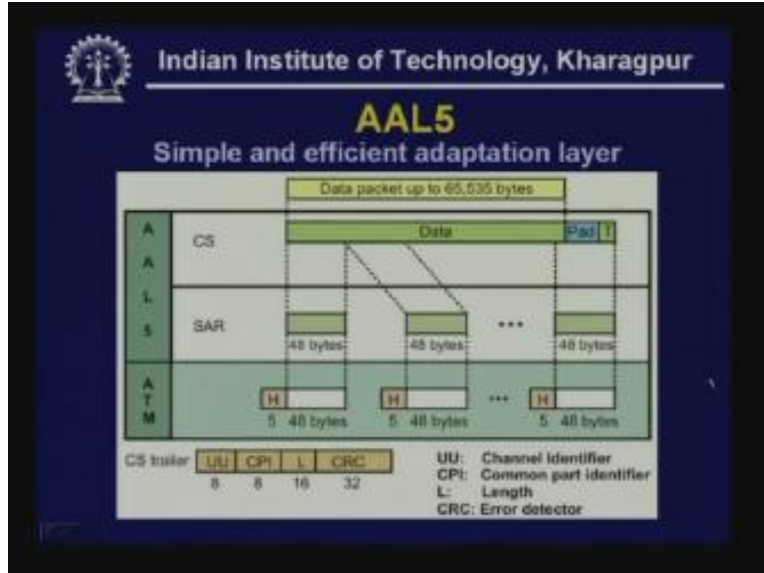 Indian Institute of Technology, Kharagpur
AAL5
Simple and efficient adaptation layer
Data packet up to 65,535 bytes
A A L 5
CS
Data Pad T
SAR
48 bytes 48 bytes ••• 48 bytes
A T M
H H ••• H
5 48 bytes 5 48 bytes 5 48 bytes
CS trailer UU CPI L CRC
8 8 16 32
UU: Channel identifier
CPI: Common part identifier
L: Length
CRC: Error detector